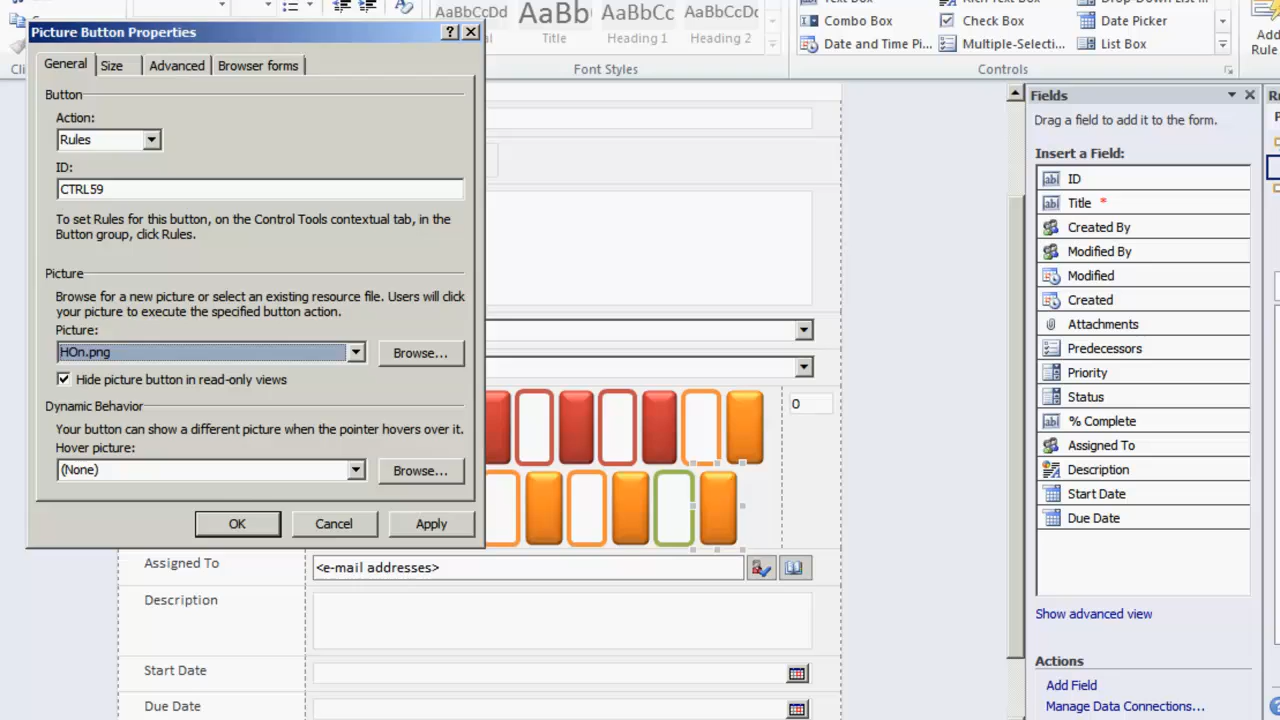 Picture Button Properties
General
Size
Advanced
Browser forms
Button
Action:
Rules
ID:
CTRL59
To set Rules for this button, on the Control Tools contextual tab, in the
Button group, click Rules.
Picture
Browse for a new picture or select an existing resource file. Users will click
your picture to execute the specified button action.
Picture:
HOn.png
Browse...
Hide picture button in read-only views
Dynamic Behavior
Your button can show a different picture when the pointer hovers over it.
Hover picture:
(None)
Browse...
OK
Cancel
Apply
AaBbCcDd
AaBb
AaBbCc
AaBbCcDc
Title
Heading 1
Heading 2
Font Styles
Combo Box
Check Box
Date Picker
Date and Time Pi...
Multiple-Selecti...
List Box
Controls
Add
Rule
0
Assigned To
<e-mail addresses>
Description
Start Date
Due Date
Fields
Drag a field to add it to the form.
Insert a Field:
ID
Title *
Created By
Modified By
Modified
Created
Attachments
Predecessors
Priority
Status
% Complete
Assigned To
Description
Start Date
Due Date
Show advanced view
Actions
Add Field
Manage Data Connections...